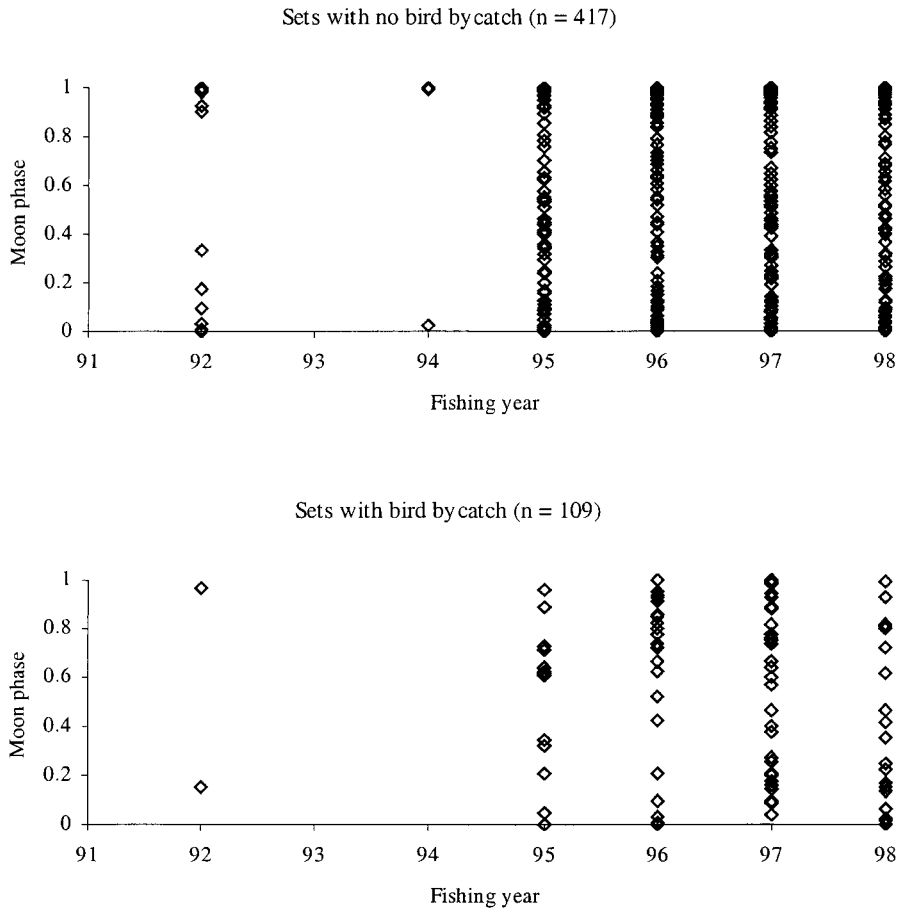 Sets with no bird bycatch (n = 417)
1
0.8
0.6
0.4
0.2
0
Moon phase
91 92 93 94 95 96 97 98
Fishing year
Sets with bird bycatch (n = 109)
1
0.8
0.6
0.4
0.2
0
Moon phase
91 92 93 94 95 96 97 98
Fishing year